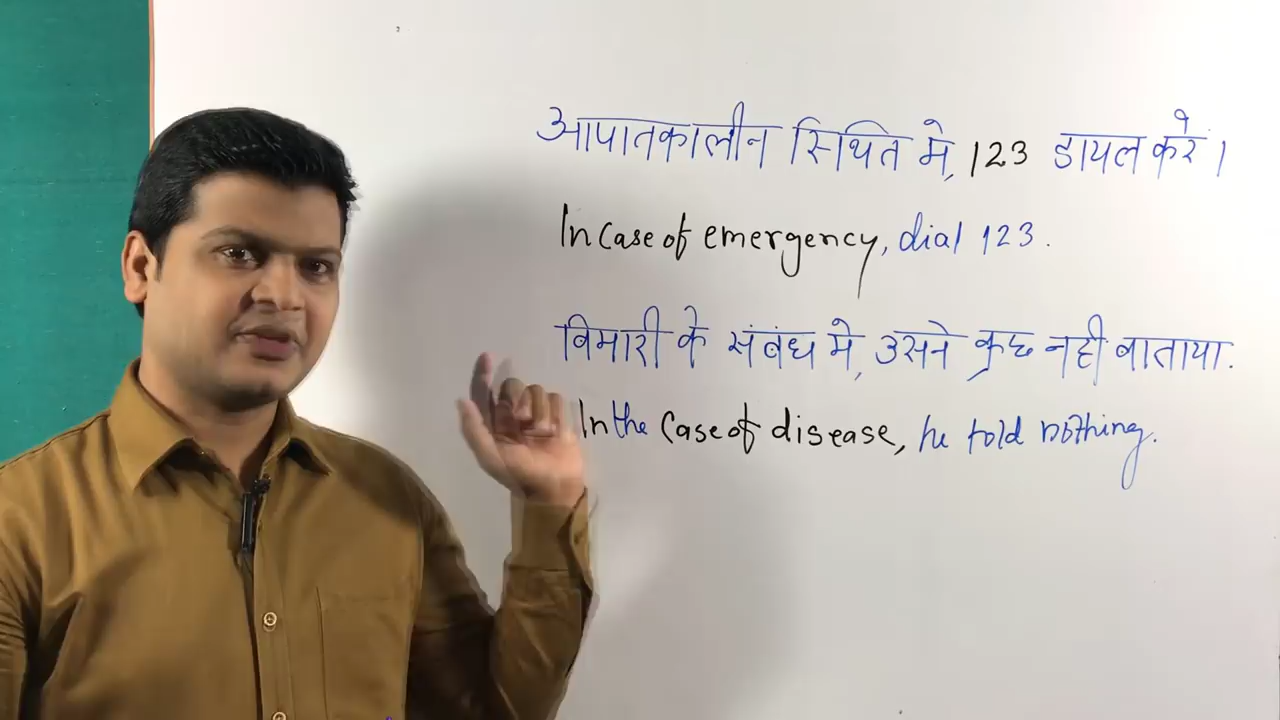 आपातकालीन स्थिति मे, 123 डायल करे।
In case of emergency, dial 123.
विमारी के संबंध मे, उसने कुछ नही वाताया.
In the case of disease, he told nothing.